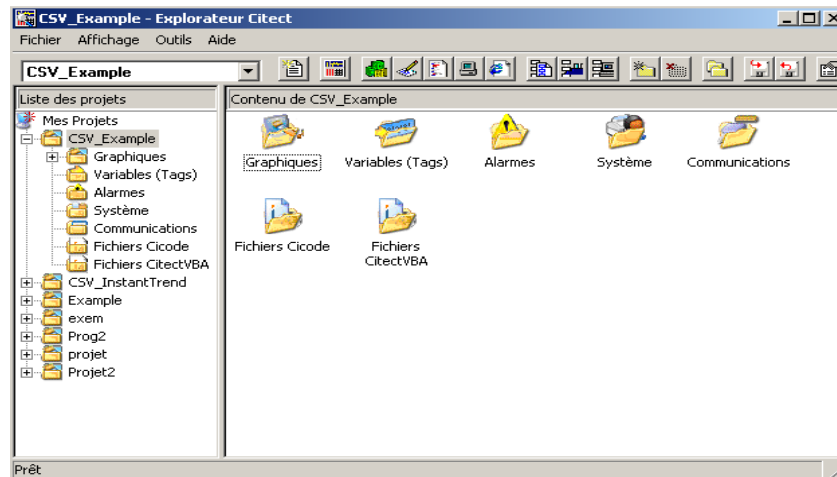 CSV_Example - Explorateur Citect
Fichier Affichage Outils Aide
CSV_Example
Liste des projets
Mes Projets
CSV_Example
Graphiques
Variables (Tags)
Alarmes
Système
Communications
Fichiers Cicode
Fichiers CitectVBA
CSV_InstantTrend
Example
exem
Prog2
projet
Projet2
Contenu de CSV_Example
Graphiques Variables (Tags) Alarmes Système Communications
Fichiers Cicode Fichiers
CitectVBA
Prêt